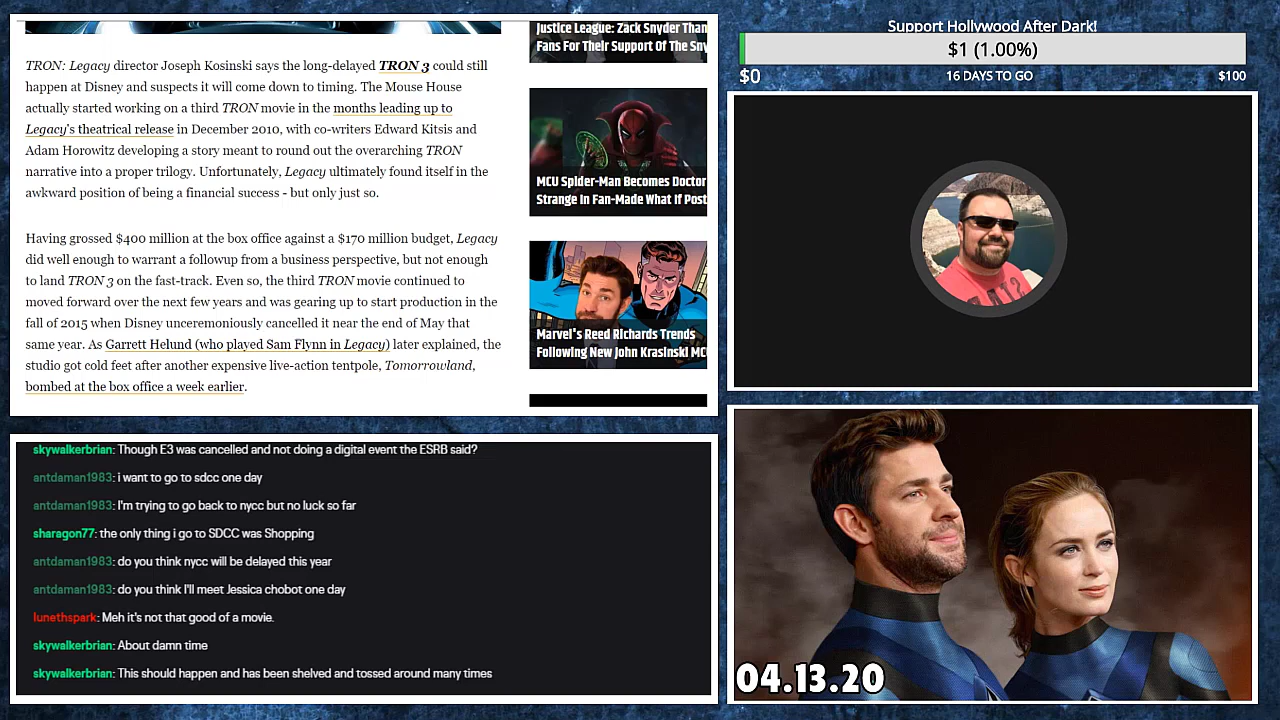 TRON: Legacy director Joseph Kosinski says the long-delayed TRON 3 could still
happen at Disney and suspects it will come down to timing. The Mouse House
actually started working on a third TRON movie in the months leading up to
Legacy's theatrical release in December 2010, with co-writers Edward Kitsis and
Adam Horowitz developing a story meant to round out the overarching TRON
narrative into a proper trilogy. Unfortunately, Legacy ultimately found itself in the
awkward position of being a financial success - but only just so.
Having grossed $400 million at the box office against a $170 million budget, Legacy
did well enough to warrant a followup from a business perspective, but not enough
to land TRON 3 on the fast-track. Even so, the third TRON movie continued to
moved forward over the next few years and was gearing up to start production in the
fall of 2015 when Disney unceremoniously cancelled it near the end of May that
same year. As Garrett Helund (who played Sam Flynn in Legacy) later explained, the
studio got cold feet after another expensive live-action tentpole, Tomorrowland,
bombed at the box office a week earlier.
Justice League: Zack Snyder Than
Fans For Their Support Of The Sny
MCU Spider-Man Becomes Doctor
Strange In Fan-Made What If Post
Marvel's Reed Richards Trends
Following New John Krasinski MC
Support Hollywood After Dark!
$1 (1.00%)
$0 16 DAYS TO GO $100
skywalkerbrian: Though E3 was cancelled and not doing a digital event the ESRB said?
antdaman1983: i want to go to sdcc one day
antdaman1983: I'm trying to go back to nycc but no luck so far
sharagon77: the only thing i go to SDCC was Shopping
antdaman1983: do you think nycc will be delayed this year
antdaman1983: do you think I'll meet Jessica chobot one day
lunethspark: Meh it's not that good of a movie.
skywalkerbrian: About damn time
skywalkerbrian: This should happen and has been shelved and tossed around many times
04.13.20